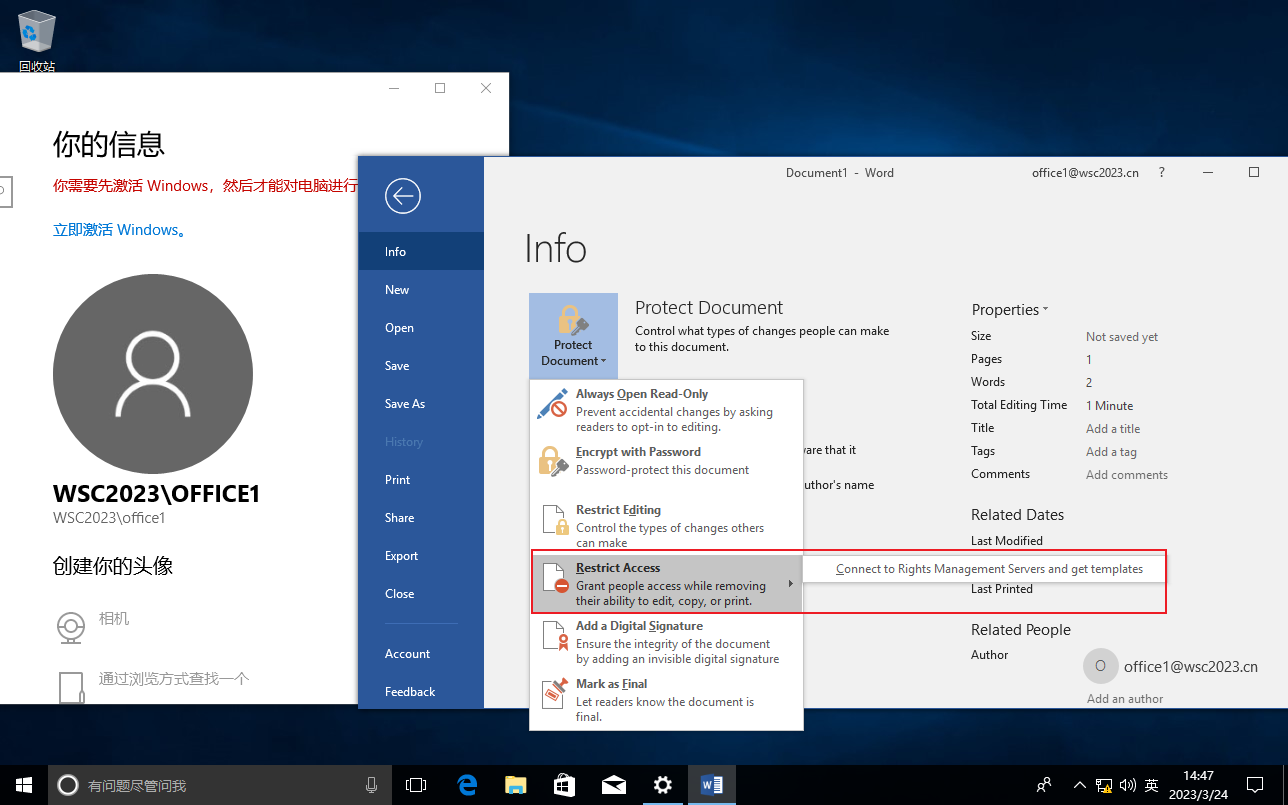 回收站
你的信息
你需要先激活 Windows，然后才能对电脑进行
立即激活 Windows。
WSC2023\OFFICE1
WSC2023\office1
创建你的头像
相机
通过浏览方式查找一个
Document1 - Word
office1@wsc2023.cn
?
Info
New
Open
Save
Save As
History
Print
Share
Export
Close
Account
Feedback
Info
Protect
Document
Protect Document
Control what types of changes people can make
to this document.
Always Open Read-Only
Prevent accidental changes by asking
readers to opt-in to editing.
Encrypt with Password
Password-protect this document
Restrict Editing
Control the types of changes others
can make
Restrict Access
Grant people access while removing
their ability to edit, copy, or print.
Connect to Rights Management Servers and get templates
Add a Digital Signature
Ensure the integrity of the document
by adding an invisible digital signature
Mark as Final
Let readers know the document is
final.
ware that it
uthor's name
Properties
Size Not saved yet
Pages 1
Words 2
Total Editing Time 1 Minute
Title Add a title
Tags Add a tag
Comments Add comments
Related Dates
Last Modified
Last Printed
Related People
Author
O office1@wsc2023.cn
Add an author
有问题尽管问我
英
14:47
2023/3/24